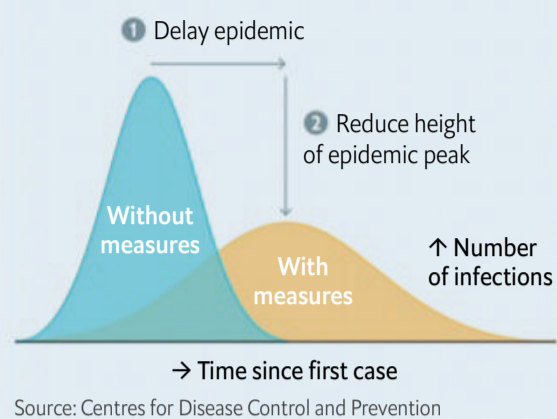 1 Delay epidemic
2 Reduce height
of epidemic peak
Without
measures
With
measures
↑ Number
of infections
→ Time since first case
Source: Centres for Disease Control and Prevention